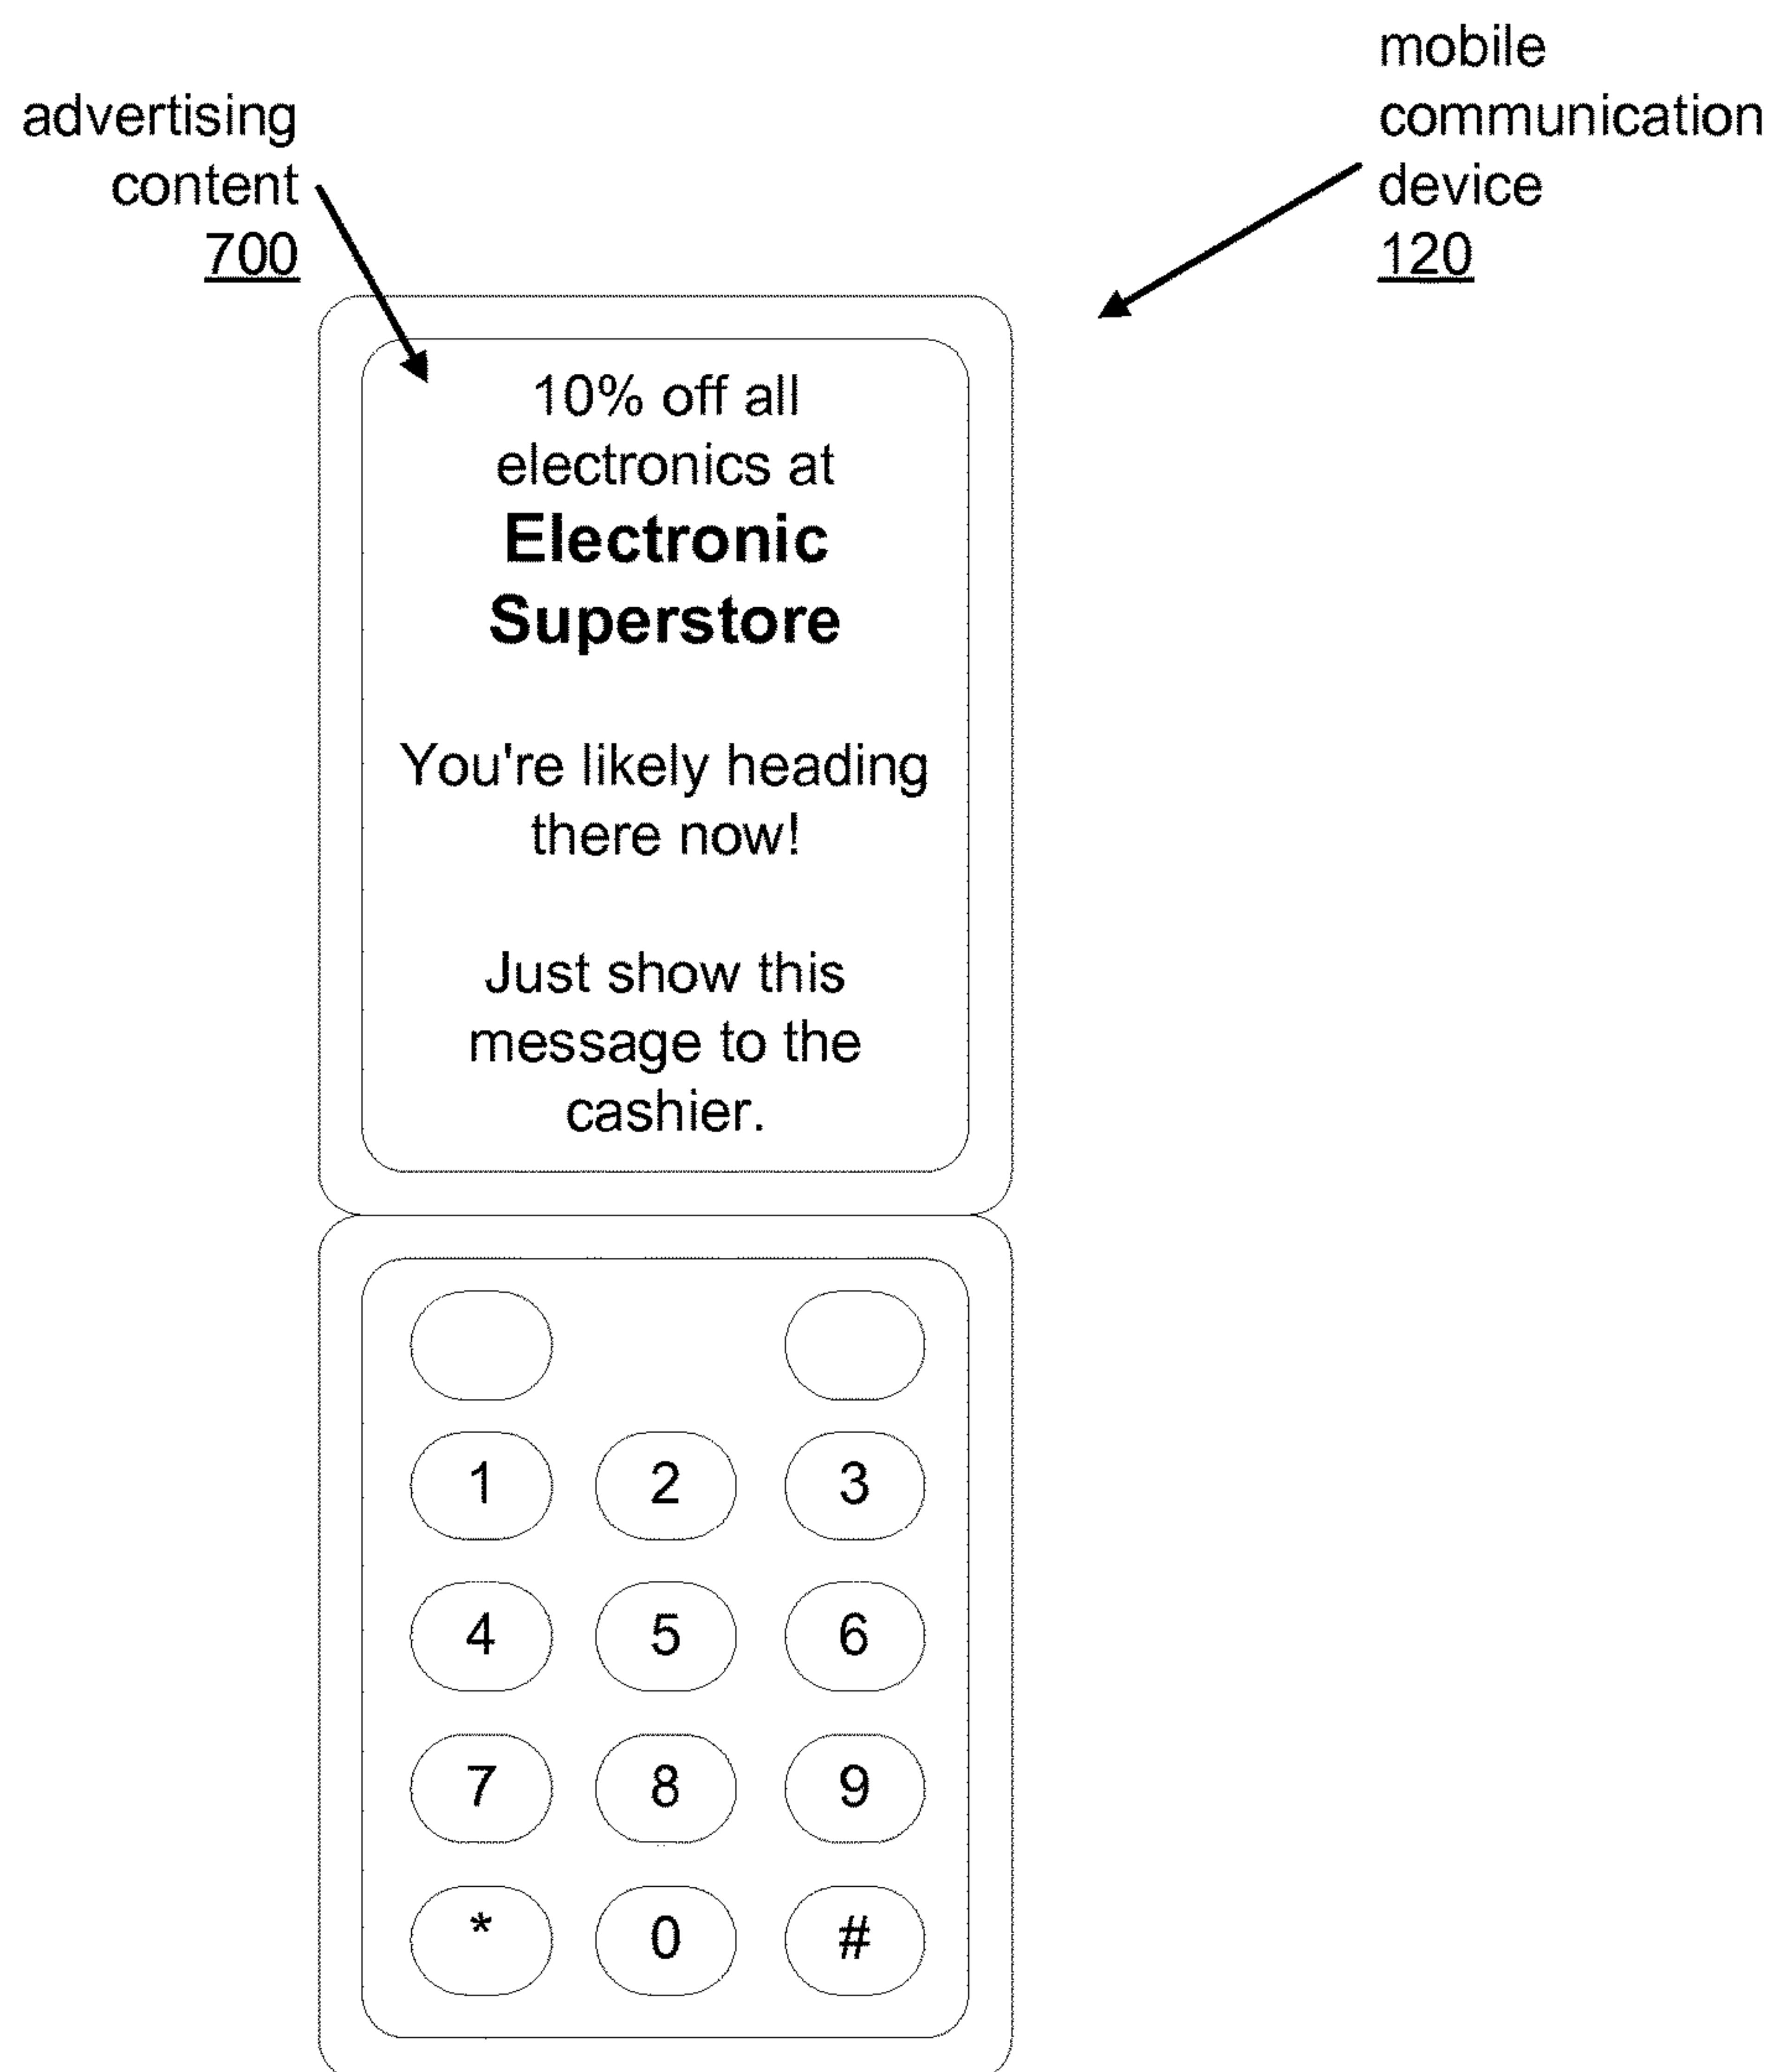 advertising
content
700
mobile
communication
device
120
10% off all
electronics at
Electronic
Superstore
You're likely heading
there now!
Just show this
message to the
cashier.
1 2 3
4 5 6
7 8 9
* 0 #